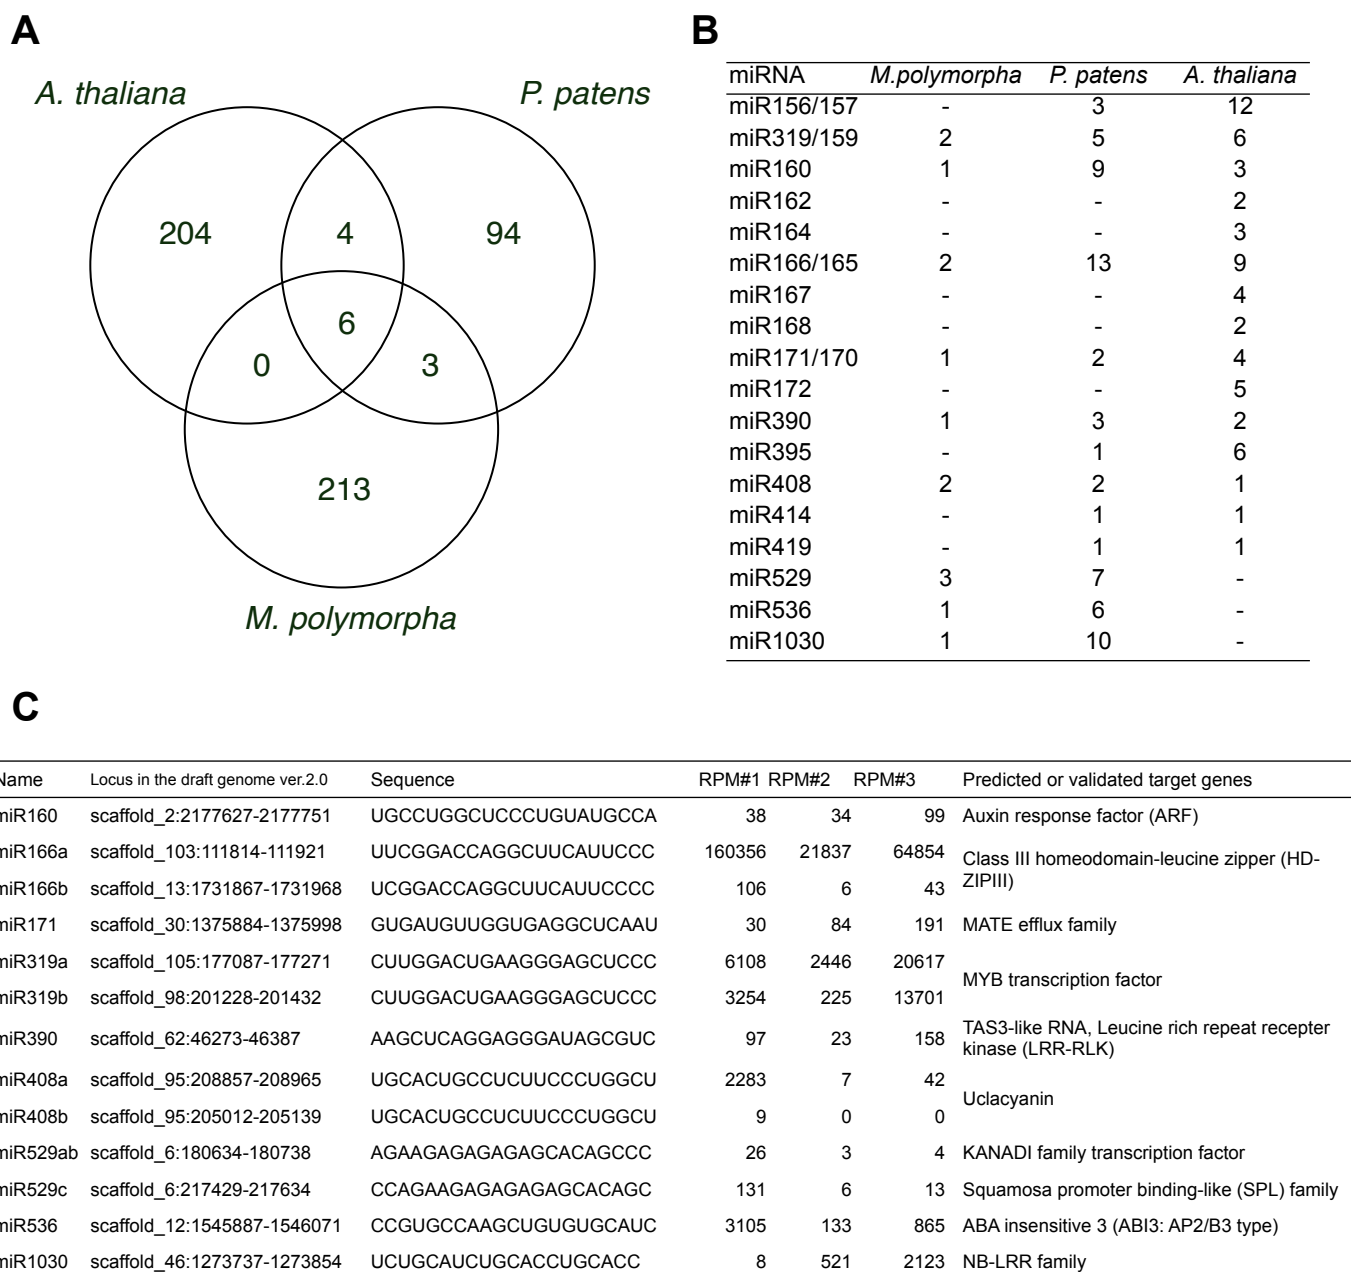 A
A. thaliana
P. patens
204
4
94
6
0
3
213
M. polymorpha
B
miRNA M.polymorpha P. patens A. thaliana
miR156/157 - 3 12
miR319/159 2 5 6
miR160 1 9 3
miR162 - - 2
miR164 - - 3
miR166/165 2 13 9
miR167 - - 4
miR168 - - 2
miR171/170 1 2 4
miR172 - - 5
miR390 1 3 2
miR395 - 1 6
miR408 2 2 1
miR414 - 1 1
miR419 - 1 1
miR529 3 7 -
miR536 1 6 -
miR1030 1 10 -
C
Name Locus in the draft genome ver.2.0 Sequence RPM#1 RPM#2 RPM#3 Predicted or validated target genes
miR160 scaffold_2:2177627-2177751 UGCCUGGCUCCCUGUAUGCCA 38 34 99 Auxin response factor (ARF)
miR166a scaffold_103:111814-111921 UUCGGACCAGGCUUCAUUCCC 160356 21837 64854
Class III homeodomain-leucine zipper (HD-
ZIPIII)
miR166b scaffold_13:1731867-1731968 UCGGACCAGGCUUCAUUCCCC 106 6 43
miR171 scaffold_30:1375884-1375998 GUGAUGUUGGUGAGGCUCAAU 30 84 191 MATE efflux family
miR319a scaffold_105:177087-177271 CUUGGACUGAAGGGAGCUCCC 6108 2446 20617
MYB transcription factor
miR319b scaffold_98:201228-201432 CUUGGACUGAAGGGAGCUCCC 3254 225 13701
miR390 scaffold_62:46273-46387 AAGCUCAGGAGGGAUAGCGUC 97 23 158
TAS3-like RNA, Leucine rich repeat recepter
kinase (LRR-RLK)
miR408a scaffold_95:208857-208965 UGCACUGCCUCUUCCCUGGCU 2283 7 42
Uclacyanin
miR408b scaffold_95:205012-205139 UGCACUGCCUCUUCCCUGGCU 9 0 0
miR529ab scaffold_6:180634-180738 AGAAGAGAGAGAGCACAGCCC 26 3 4 KANADI family transcription factor
miR529c scaffold_6:217429-217634 CCAGAAGAGAGAGAGCACAGC 131 6 13 Squamosa promoter binding-like (SPL) family
miR536 scaffold_12:1545887-1546071 CCGUGCCAAGCUGUGUGCAUC 3105 133 865 ABA insensitive 3 (ABI3: AP2/B3 type)
miR1030 scaffold_46:1273737-1273854 UCUGCAUCUGCACCUGCACC 8 521 2123 NB-LRR family